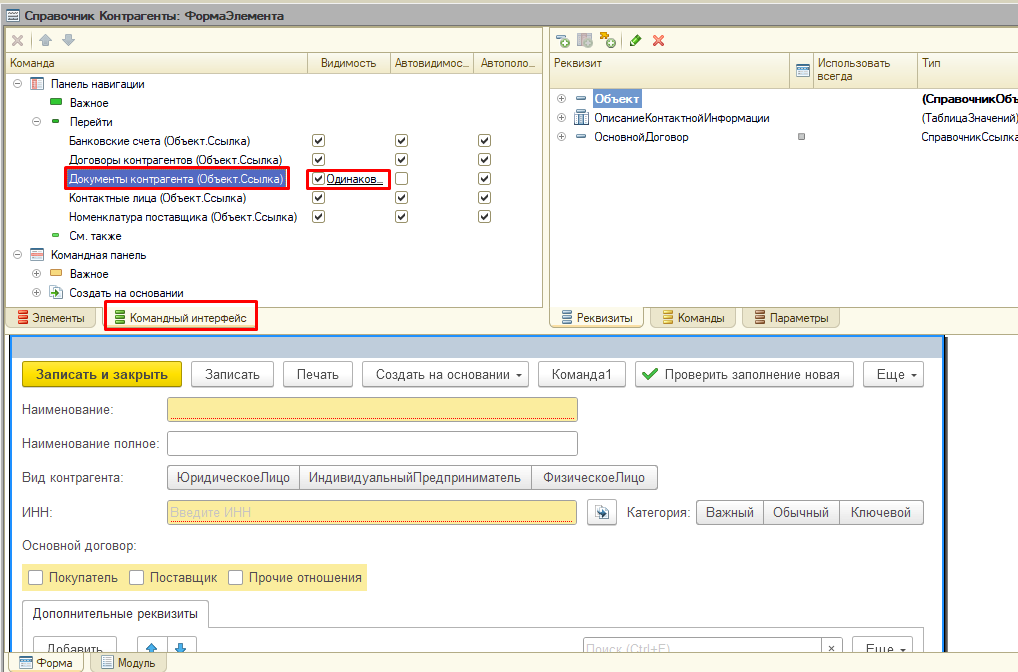 Справочник Контрагенты: ФормаЭлемента
Команда Видимость Автовидимос... Автополо...
Панель навигации
Важное
Перейти
Банковские счета (Объект.Ссылка)
Договоры контрагентов (Объект.Ссылка)
Документы контрагента (Объект.Ссылка) Одинаков...
Контактные лица (Объект.Ссылка)
Номенклатура поставщика (Объект.Ссылка)
См. также
Командная панель
Важное
Создать на основании
Элементы Командный интерфейс
Реквизит Использовать всегда Тип
Объект (СправочникОбъ
ОписаниеКонтактнойИнформации (ТаблицаЗначений)
ОсновнойДоговор СправочникСсылка
Реквизиты Команды Параметры
Записать и закрыть Записать Печать Создать на основании Команда1 Проверить заполнение новая Еще
Наименование:
Наименование полное:
Вид контрагента: ЮридическоеЛицо ИндивидуальныйПредприниматель ФизическоеЛицо
ИНН: Введите ИНН Категория: Важный Обычный Ключевой
Основной договор:
Покупатель Поставщик Прочие отношения
Дополнительные реквизиты
Добавить Поиск (Ctrl+F) × Еще
Форма Модуль